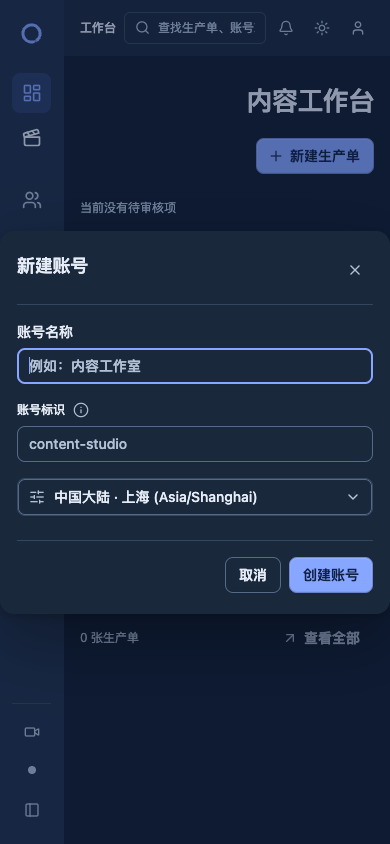 工作台
查找生产单、账号
内容工作台
新建生产单
当前没有待审核项
新建账号
账号名称
例如：内容工作室
账号标识
content-studio
中国大陆 · 上海 (Asia/Shanghai)
取消
创建账号
0 张生产单
查看全部